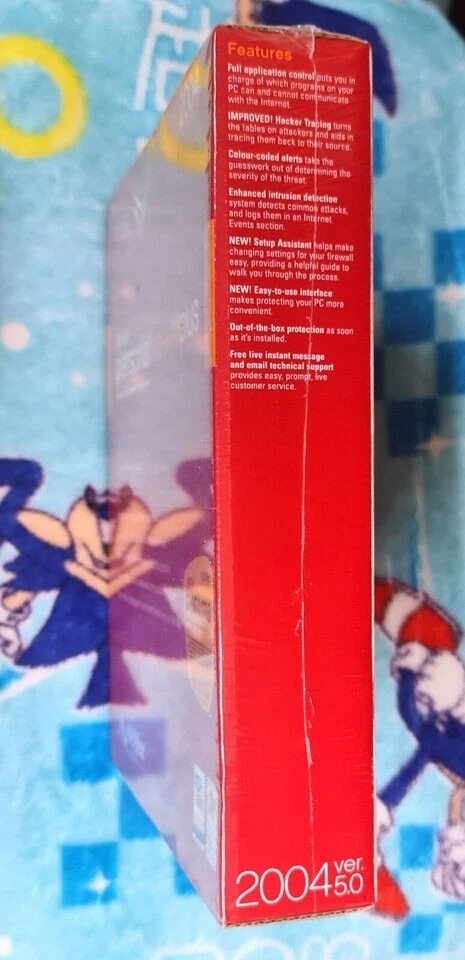 Features
Full application control puts you in
charge of which programs on your
PC can and cannot communicate
with the Internet.
IMPROVED! Hacker Tracing turns
the tables on attackers and aids in
tracing them back to their source.
Colour-coded alerts take the
guesswork out of determining the
severity of the threat.
Enhanced intrusion detection
system detects common attacks,
and logs them in an Internet
Events section.
NEW! Setup Assistant helps make
changing settings for your firewall
easy, providing a helpful guide to
walk you through the process.
NEW! Easy-to-use interface
makes protecting your PC more
convenient.
Out-of-the-box protection as soon
as it's installed.
Free live instant message
and email technical support
provides easy, prompt, live
customer service.
2004 ver.
5.0